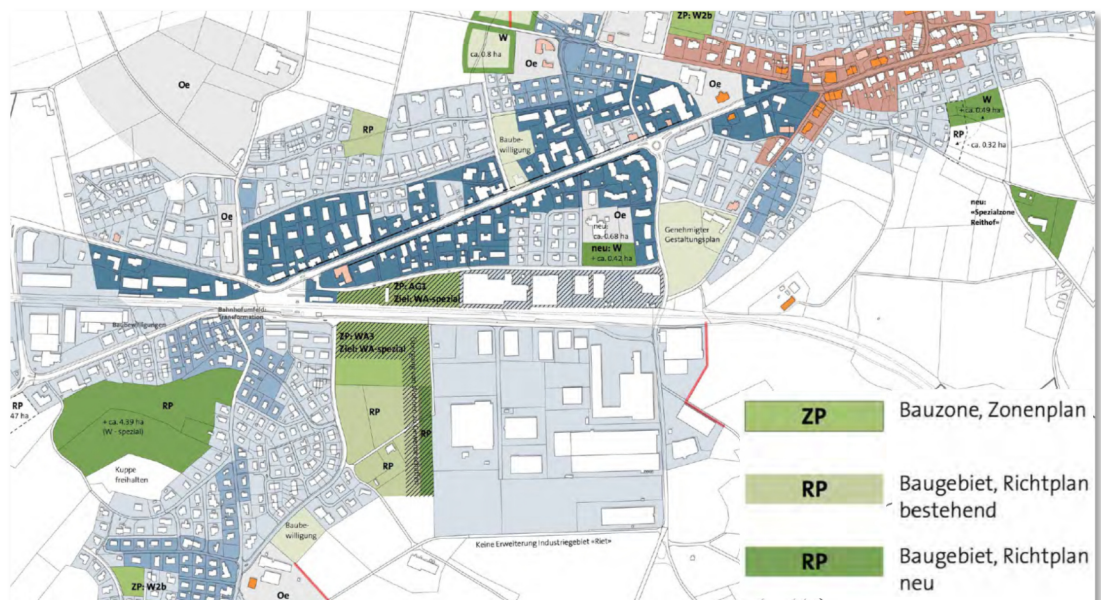 ZP: W2b
W
ca. 0.8 ha
Oe
Oe
Oe
RP
Baube-
willigung
W
+ ca. 0.49 ha
RP
- ca. 0.32 ha
neu:
«Spezialzone
Reithof»
Oe
Oe
neu:
ca. 0.68 ha
neu: W
+ ca. 0.42 ha
Genehmigter
Gestaltungsplan
ZP: AG1
Ziel: WA-spezial
Bahnhofumfeld:
Transformation
Baubewilligungen
ZP: WA3
Ziel: WA-spezial
RP
RP
RP
RP
47 ha
RP
+ ca. 4.39 ha
(W - spezial)
Kuppe
freihalten
Baube-
willigung
Keine Erweiterung Industriegebiet «Riet»
ZP: W2b
Oe
ZP
Bauzone, Zonenplan
RP
Baugebiet, Richtplan
bestehend
RP
Baugebiet, Richtplan
neu